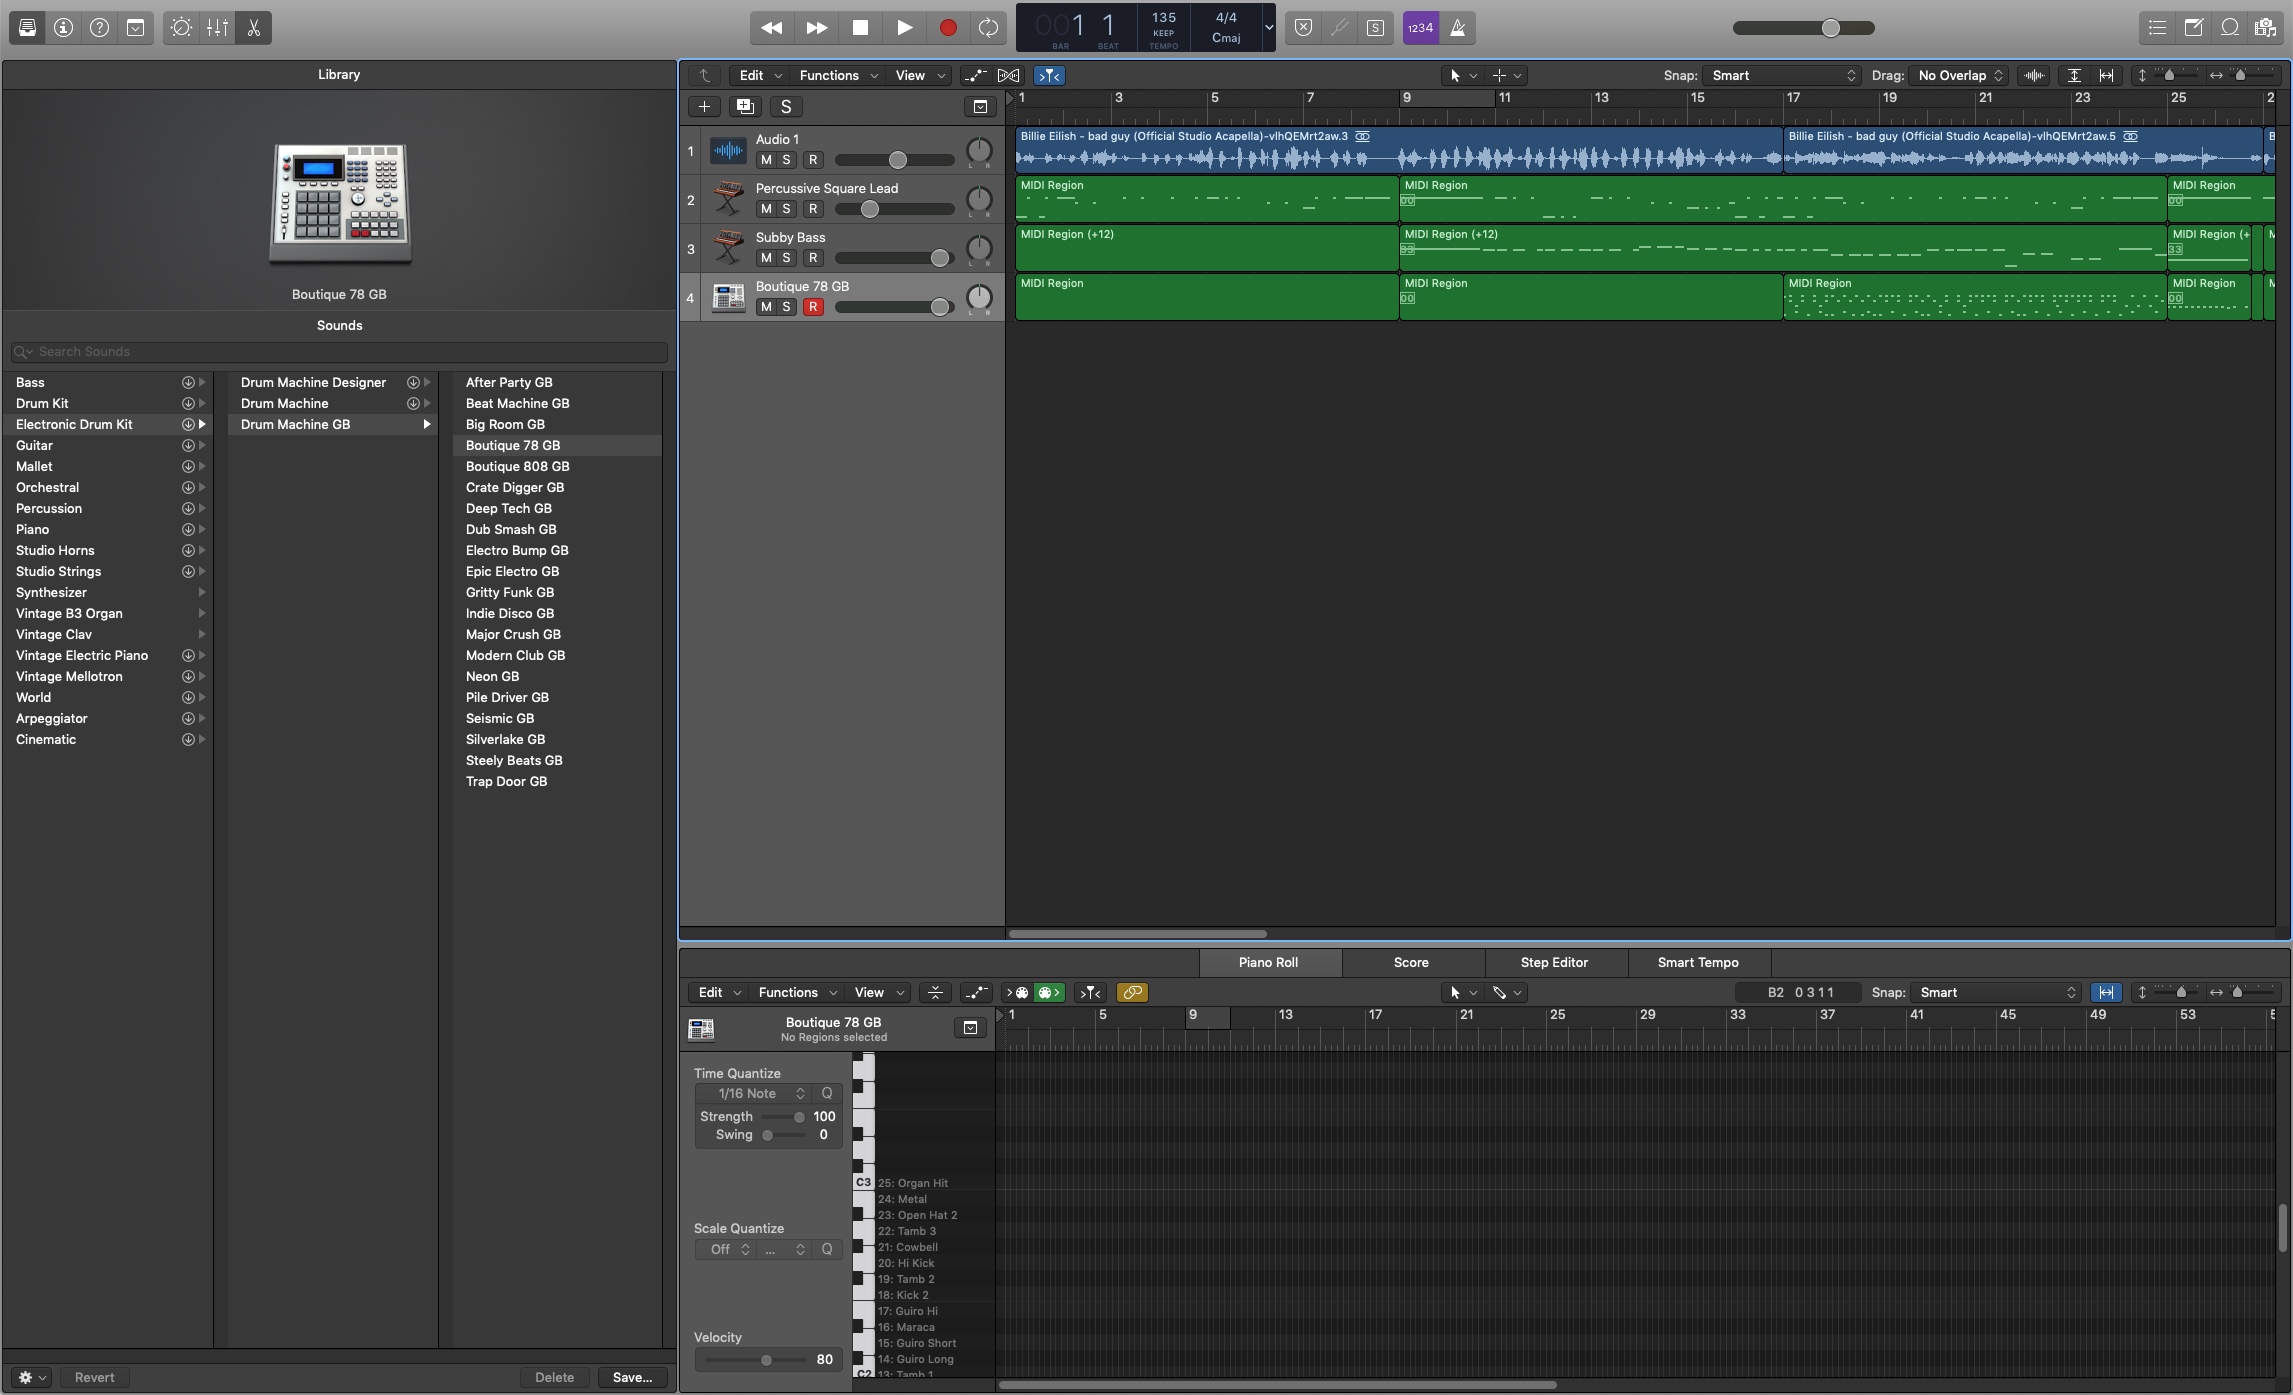 001 1
BAR BEAT
135
KEEP
TEMPO
4/4
Cmaj
S
1234
Library
Boutique 78 GB
Sounds
Search Sounds
Bass
Drum Kit
Electronic Drum Kit
Guitar
Mallet
Orchestral
Percussion
Piano
Studio Horns
Studio Strings
Synthesizer
Vintage B3 Organ
Vintage Clav
Vintage Electric Piano
Vintage Mellotron
World
Arpeggiator
Cinematic
Drum Machine Designer
Drum Machine
Drum Machine GB
After Party GB
Beat Machine GB
Big Room GB
Boutique 78 GB
Boutique 808 GB
Crate Digger GB
Deep Tech GB
Dub Smash GB
Electro Bump GB
Epic Electro GB
Gritty Funk GB
Indie Disco GB
Major Crush GB
Modern Club GB
Neon GB
Pile Driver GB
Seismic GB
Silverlake GB
Steely Beats GB
Trap Door GB
Revert
Delete
Save...
Edit Functions View Snap: Smart Drag: No Overlap
S
1 3 5 7 9 11 13 15 17 19 21 23 25 2
1 Audio 1
M S R
L R
Billie Eilish - bad guy (Official Studio Acapella)-vlhQEMrt2aw.3
Billie Eilish - bad guy (Official Studio Acapella)-vlhQEMrt2aw.5
B
2 Percussive Square Lead
M S R
L R
MIDI Region MIDI Region MIDI Region
3 Subby Bass
M S R
L R
MIDI Region (+12) MIDI Region (+12) MIDI Region (+
4 Boutique 78 GB
M S R
L R
MIDI Region MIDI Region MIDI Region MIDI Region
Piano Roll Score Step Editor Smart Tempo
Edit Functions View B2 0 3 1 1 Snap: Smart
Boutique 78 GB
No Regions selected
1 5 9 13 17 21 25 29 33 37 41 45 49 53 5
Time Quantize
1/16 Note Q
Strength 100
Swing 0
Scale Quantize
Off ... Q
Velocity
80
C3 25: Organ Hit
24: Metal
23: Open Hat 2
22: Tamb 3
21: Cowbell
20: Hi Kick
19: Tamb 2
18: Kick 2
17: Guiro Hi
16: Maraca
15: Guiro Short
14: Guiro Long
C2 13: Tamb 1